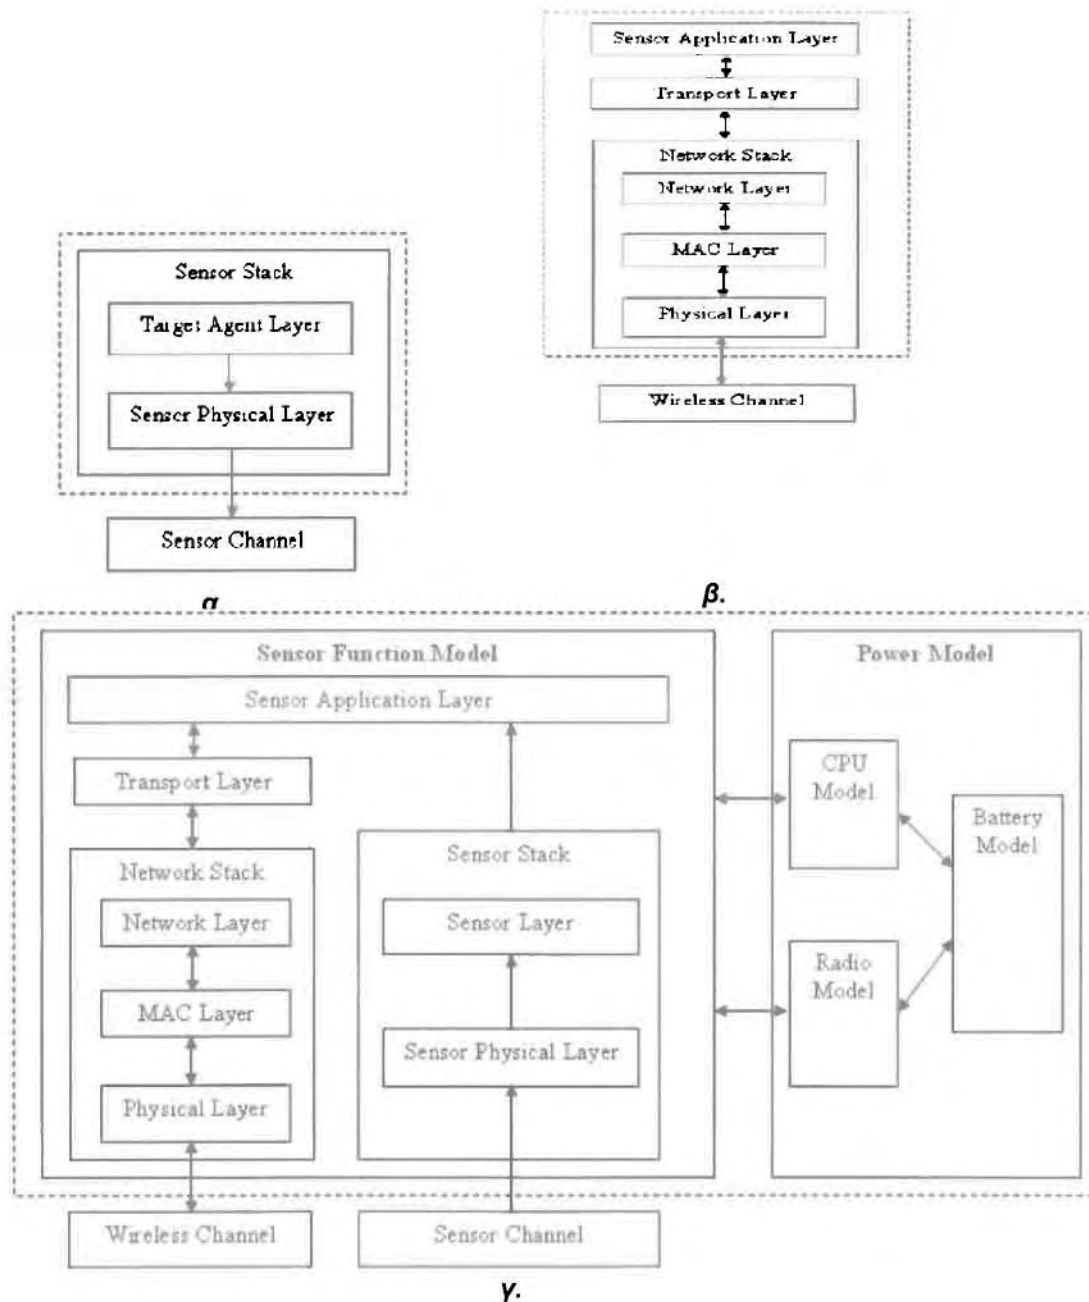 Sensor Application Layer
Transport Layer
Network Stack
Network Layer
MAC Layer
Physical Layer
Wireless Channel
Sensor Stack
Target Agent Layer
Sensor Physical Layer
Sensor Channel
α
β.
Sensor Function Model
Sensor Application Layer
Transport Layer
Network Stack
Network Layer
MAC Layer
Physical Layer
Sensor Stack
Sensor Layer
Sensor Physical Layer
Power Model
CPU
Model
Battery
Model
Radio
Model
Wireless Channel
Sensor Channel
γ.